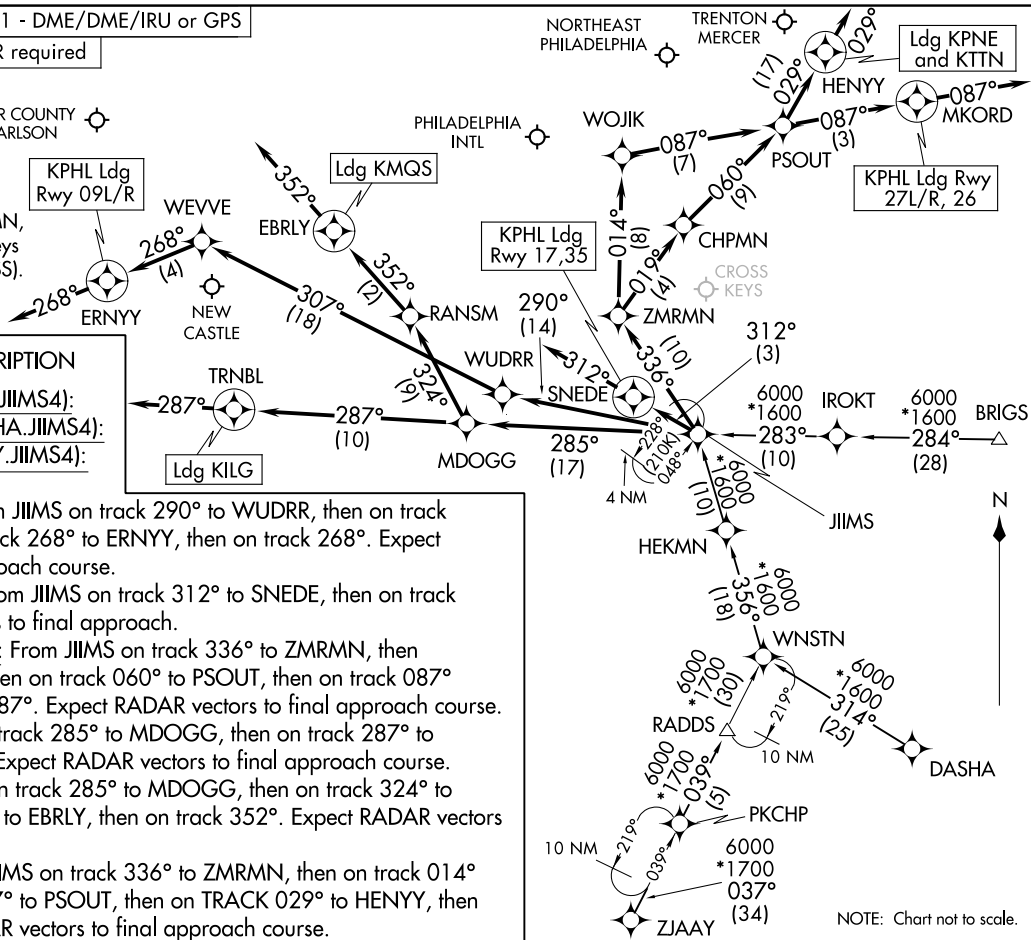 1 - DME/DME/IRU or GPS
R required
NORTHEAST
PHILADELPHIA
TRENTON
MERCER
029°
Ldg KPNE
and KTTN
HENYY
(17)
029°
087°
MKORD
087°
(3)
PSOUT
KPHL Ldg Rwy
27L/R, 26
R COUNTY
ARLSON
PHILADELPHIA
INTL
WOJIK
087°
(7)
060°
(9)
CHPMN
014°
(8)
019°
(4)
CROSS
KEYS
ZMRMN
KPHL Ldg
Rwy 09L/R
352°
Ldg KMQS
EBRLY
WEVVE
MN,
eys
S).
268°
(4)
268°
ERNYY
NEW
CASTLE
307°
(18)
352°
(2)
RANSM
KPHL Ldg
Rwy 17,35
290°
(14)
312°
(3)
(10)
336°
WUDRR
312°
SNEDE
324°
(9)
RIPTION
JIIMS4):
HA.JIIMS4):
Y.JIIMS4):
TRNBL
287°
287°
(10)
Ldg KILG
MDOGG
285°
(17)
228°
(210K)
048°
4 NM
6000
*1600
283°
(10)
IROKT
6000
*1600
284°
(28)
BRIGS
JIIMS
6000
*1600
(10)
HEKMN
N
6000
*1600
356°
(18)
WNSTN
6000
*1600
314°
(25)
DASHA
6000
*1700
(30)
RADDS
219°
10 NM
6000
*1700
039°
(5)
PKCHP
10 NM
219°
039°
6000
*1700
037°
(34)
ZJAAY
m JIIMS on track 290° to WUDRR, then on track
ck 268° to ERNYY, then on track 268°. Expect
oach course.
om JIIMS on track 312° to SNEDE, then on track
s to final approach.
: From JIIMS on track 336° to ZMRMN, then
en on track 060° to PSOUT, then on track 087°
87°. Expect RADAR vectors to final approach course.
track 285° to MDOGG, then on track 287° to
Expect RADAR vectors to final approach course.
n track 285° to MDOGG, then on track 324° to
to EBRLY, then on track 352°. Expect RADAR vectors
IMS on track 336° to ZMRMN, then on track 014°
7° to PSOUT, then on TRACK 029° to HENYY, then
AR vectors to final approach course.
NOTE: Chart not to scale.